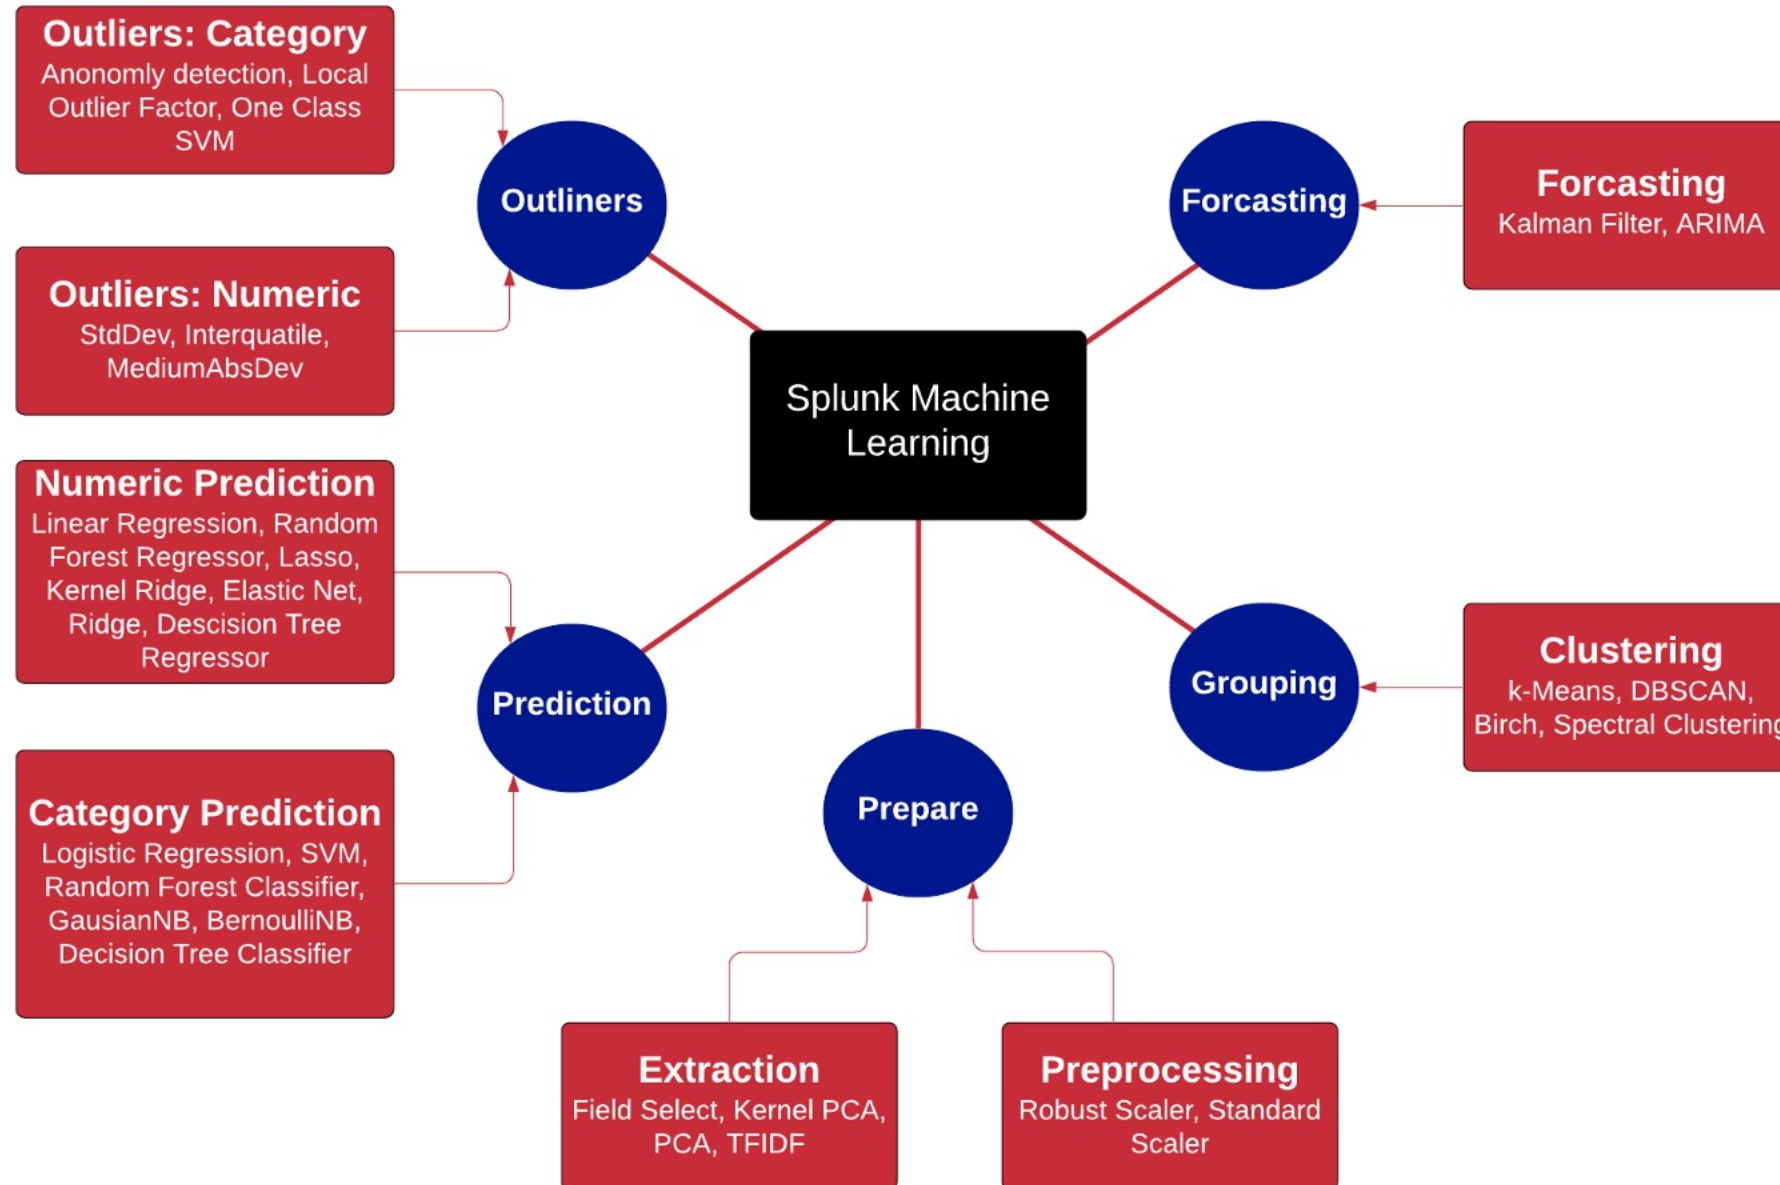 Outliers: Category
Anonomly detection, Local
Outlier Factor, One Class
SVM
Outliners
Forcasting
Forcasting
Kalman Filter, ARIMA
Outliers: Numeric
StdDev, Interquatile,
MediumAbsDev
Splunk Machine
Learning
Numeric Prediction
Linear Regression, Random
Forest Regressor, Lasso,
Kernel Ridge, Elastic Net,
Ridge, Descision Tree
Regressor
Prediction
Grouping
Clustering
k-Means, DBSCAN,
Birch, Spectral Clustering
Category Prediction
Logistic Regression, SVM,
Random Forest Classifier,
GausianNB, BernoulliNB,
Decision Tree Classifier
Prepare
Extraction
Field Select, Kernel PCA,
PCA, TFIDF
Preprocessing
Robust Scaler, Standard
Scaler